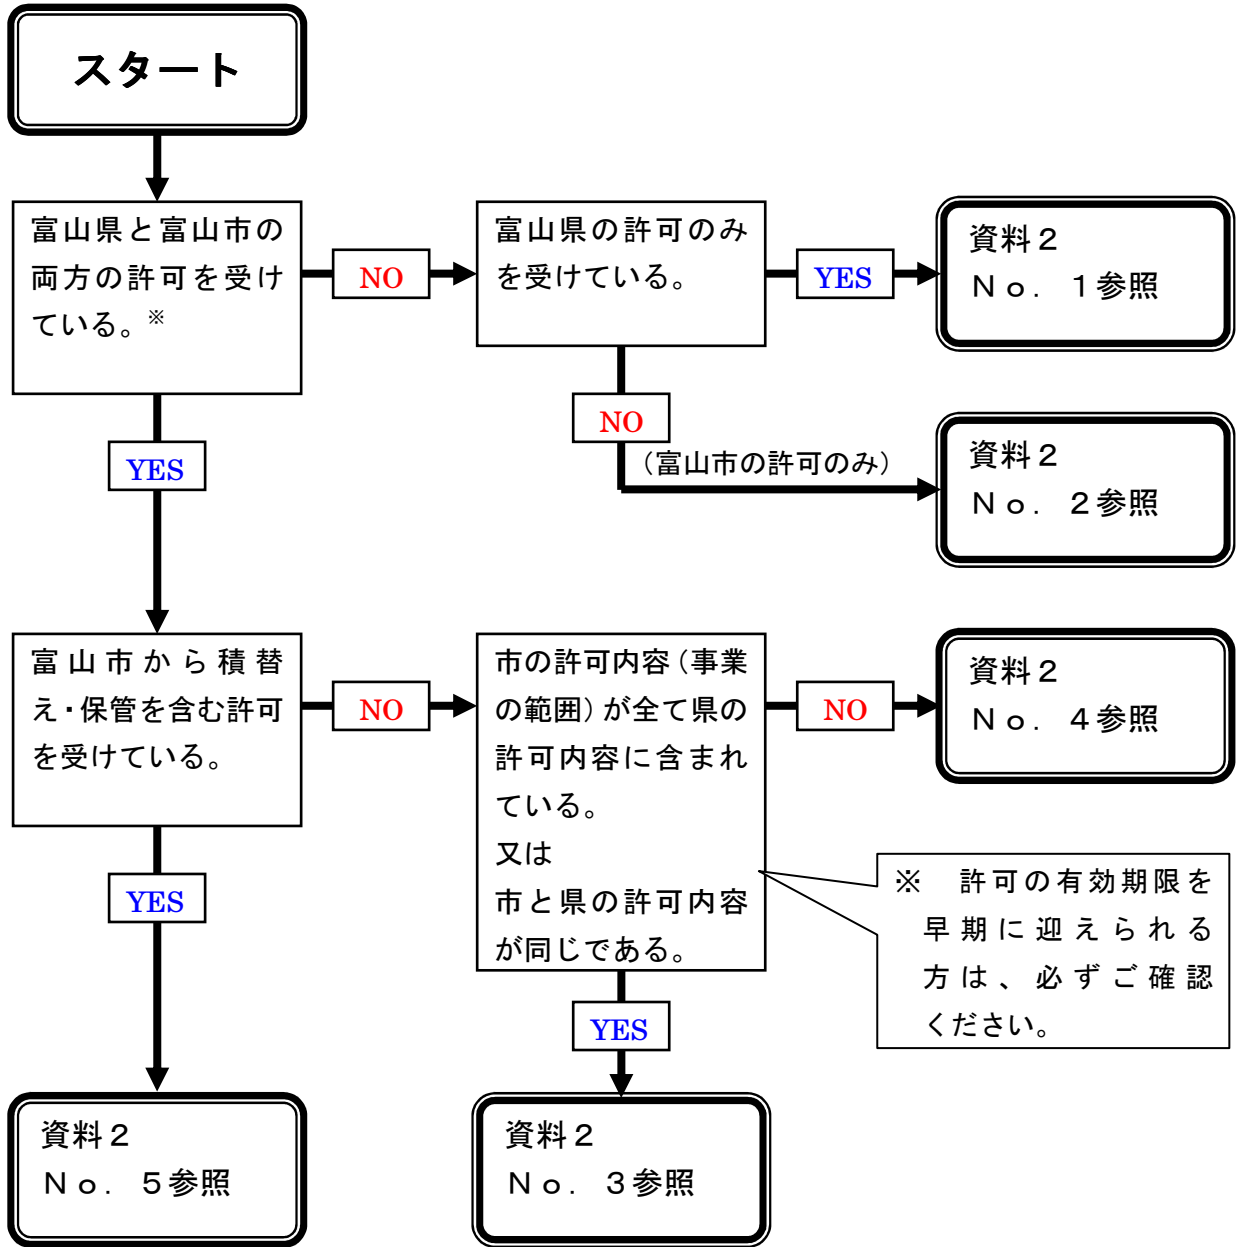 スタート
富山県と富山市の
両方の許可を受け
ている。※
NO
富山県の許可のみ
を受けている。
YES
資料２
Ｎｏ．１参照
NO
（富山市の許可のみ）
資料２
Ｎｏ．２参照
YES
富山市から積替
え・保管を含む許可
を受けている。
NO
市の許可内容（事業
の範囲）が全て県の
許可内容に含まれ
ている。
又は
市と県の許可内容
が同じである。
NO
資料２
Ｎｏ．４参照
※　許可の有効期限を
早期に迎えられる
方は、必ずご確認
ください。
YES
YES
資料２
Ｎｏ．５参照
資料２
Ｎｏ．３参照